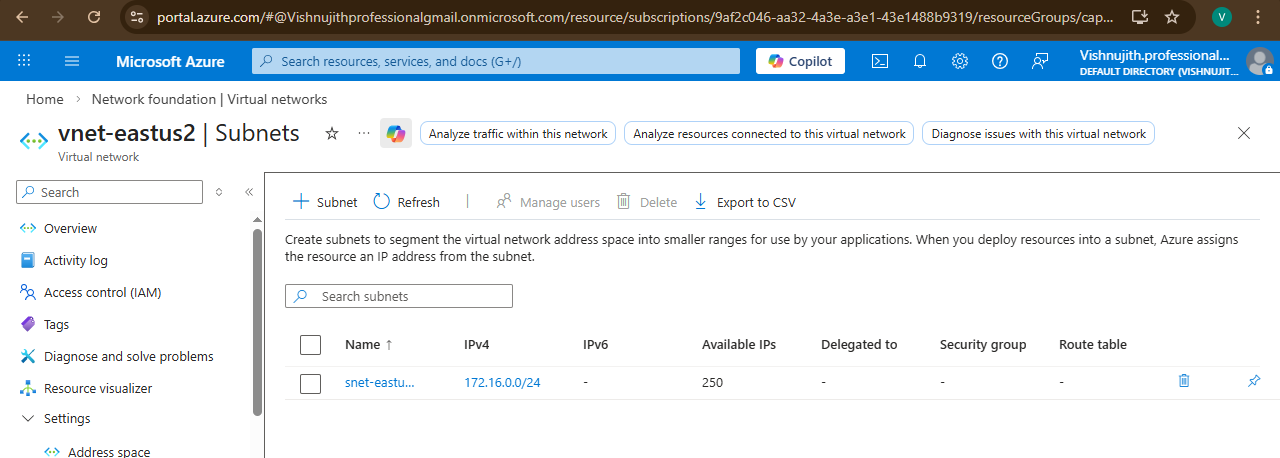 portal.azure.com/#@Vishnujithprofessionalgmail.onmicrosoft.com/resource/subscriptions/9af2c046-aa32-4a3e-a3e1-43e1488b9319/resourceGroups/cap...
V
Microsoft Azure
Search resources, services, and docs (G+/)
Copilot
Vishnujith.professional...
DEFAULT DIRECTORY (VISHNUJIT...
Home > Network foundation | Virtual networks
vnet-eastus2 | Subnets
Virtual network
Analyze traffic within this network
Analyze resources connected to this virtual network
Diagnose issues with this virtual network
Search
Overview
Activity log
Access control (IAM)
Tags
Diagnose and solve problems
Resource visualizer
Settings
Address space
+ Subnet Refresh | Manage users Delete Export to CSV
Create subnets to segment the virtual network address space into smaller ranges for use by your applications. When you deploy resources into a subnet, Azure assigns
the resource an IP address from the subnet.
Search subnets
Name ↑ IPv4 IPv6 Available IPs Delegated to Security group Route table
snet-eastu... 172.16.0.0/24 - 250 - - -